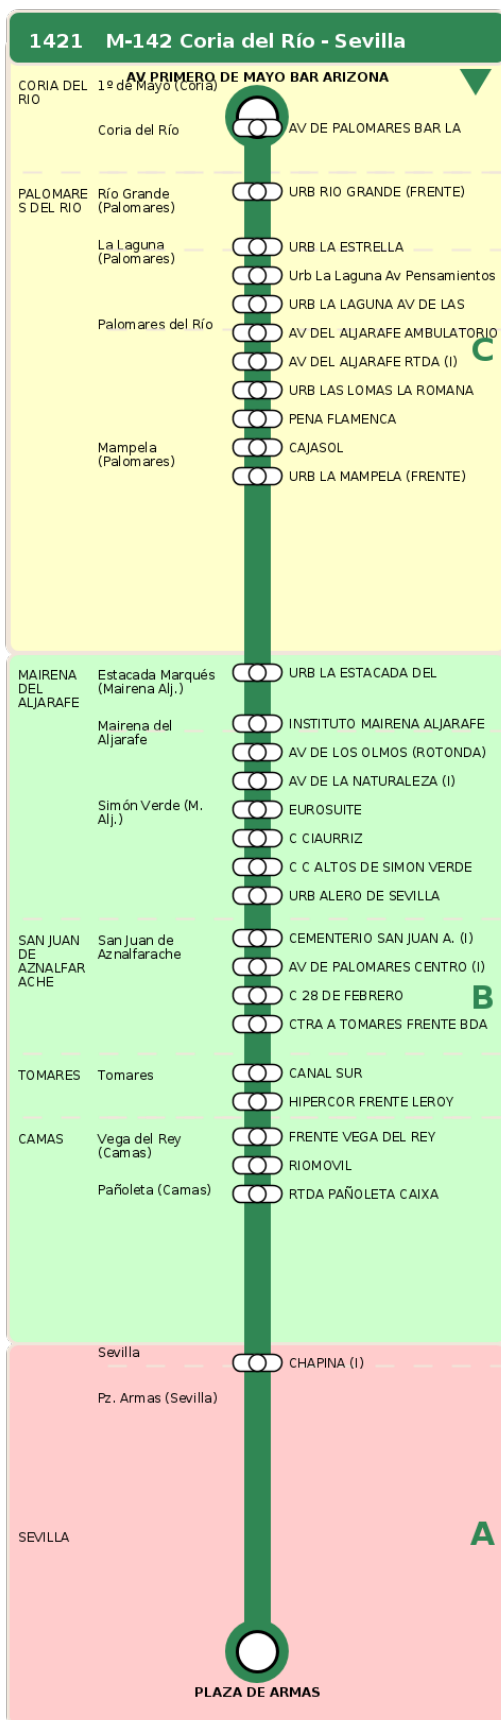 1421 M-142 Coria del Río - Sevilla
AV PRIMERO DE MAYO BAR ARIZONA
CORIA DEL
RIO
1º de Mayo (Coria)
Coria del Río
AV DE PALOMARES BAR LA
PALOMARE
S DEL RIO
Río Grande
(Palomares)
URB RIO GRANDE (FRENTE)
La Laguna
(Palomares)
URB LA ESTRELLA
Urb La Laguna Av Pensamientos
URB LA LAGUNA AV DE LAS
Palomares del Río
AV DEL ALJARAFE AMBULATORIO
C
AV DEL ALJARAFE RTDA (I)
URB LAS LOMAS LA ROMANA
PENA FLAMENCA
Mampela
(Palomares)
CAJASOL
URB LA MAMPELA (FRENTE)
MAIRENA
DEL
ALJARAFE
Estacada Marqués
(Mairena Alj.)
URB LA ESTACADA DEL
Mairena del
Aljarafe
INSTITUTO MAIRENA ALJARAFE
AV DE LOS OLMOS (ROTONDA)
AV DE LA NATURALEZA (I)
Simón Verde (M.
Alj.)
EUROSUITE
C CIAURRIZ
C C ALTOS DE SIMON VERDE
URB ALERO DE SEVILLA
SAN JUAN
DE
AZNALFAR
ACHE
San Juan de
Aznalfarache
CEMENTERIO SAN JUAN A. (I)
AV DE PALOMARES CENTRO (I)
C 28 DE FEBRERO
B
CTRA A TOMARES FRENTE BDA
TOMARES
Tomares
CANAL SUR
HIPERCOR FRENTE LEROY
CAMAS
Vega del Rey
(Camas)
FRENTE VEGA DEL REY
RIOMOVIL
Pañoleta (Camas)
RTDA PAÑOLETA CAIXA
Sevilla
CHAPINA (I)
Pz. Armas (Sevilla)
SEVILLA
A
PLAZA DE ARMAS